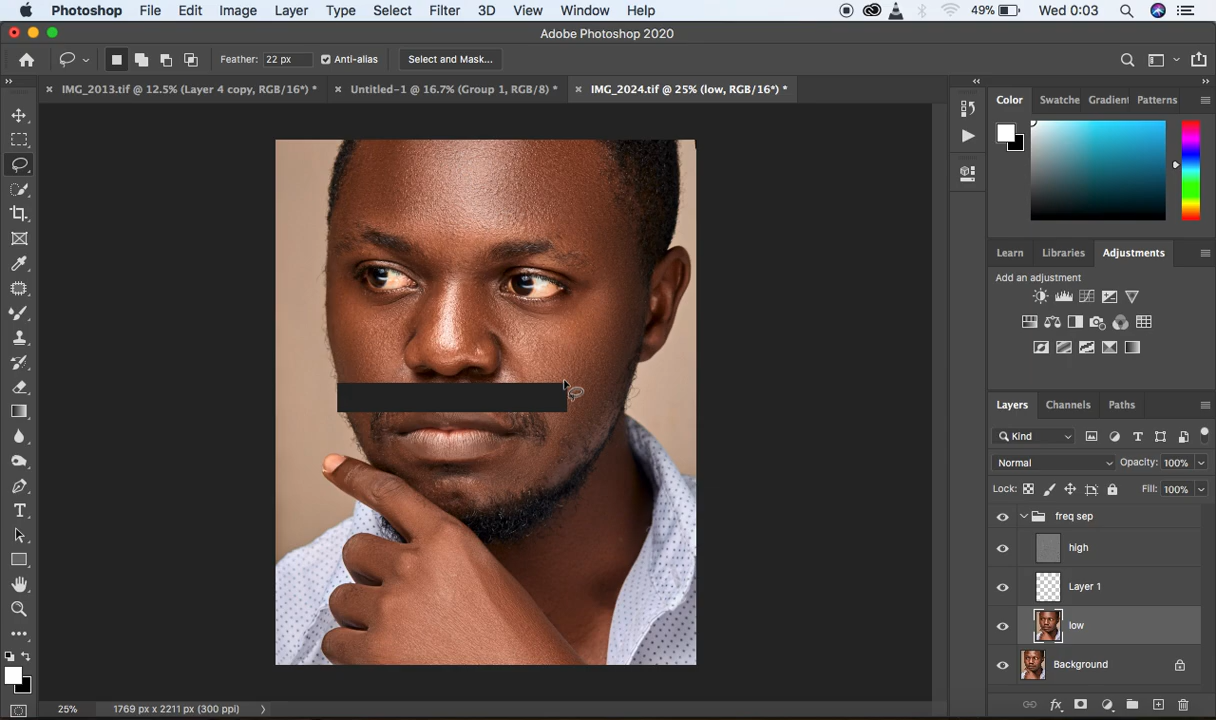 Photoshop File Edit Image Layer Type Select Filter 3D View Window Help 49% Wed 0:03
Adobe Photoshop 2020
Feather: 22 px Anti-alias Select and Mask...
IMG_2013.tif @ 12.5% (Layer 4 copy, RGB/16*) * Untitled-1 @ 16.7% (Group 1, RGB/8) * IMG_2024.tif @ 25% (low, RGB/16*) *
Color Swatche Gradient Patterns
Learn Libraries Adjustments
Add an adjustment
Layers Channels Paths
Kind
Normal Opacity: 100%
Lock: Fill: 100%
freq sep
high
Layer 1
low
Background
25% 1769 px x 2211 px (300 ppi)